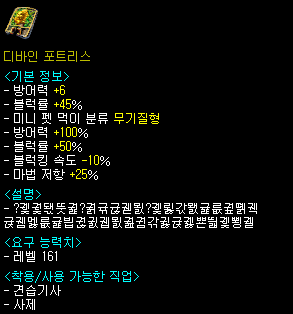 디바인 포트리스
<기본 정보>
- 방어력 +6
- 블럭률 +45%
- 미니 펫 먹이 분류 무기질형
- 방어력 +100%
- 블럭률 +50%
- 블럭킹 속도 -10%
- 마법 저항 +25%
<설명>
<요구 능력치>
- 레벨 161
<착용/사용 가능한 직업>
- 견습기사
- 사제